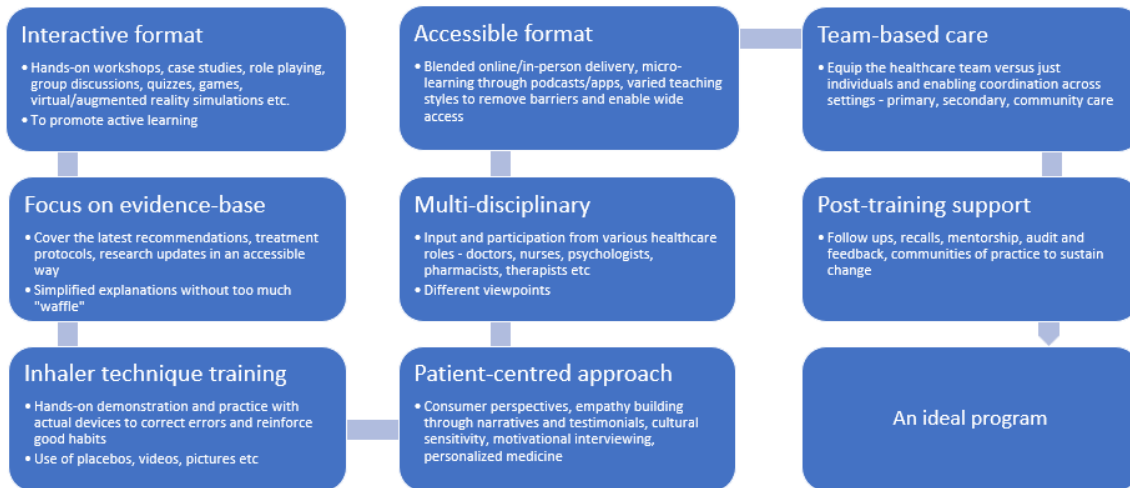 Interactive format
• Hands-on workshops, case studies, role playing,
group discussions, quizzes, games,
virtual/augmented reality simulations etc.
• To promote active learning
Focus on evidence-base
• Cover the latest recommendations, treatment
protocols, research updates in an accessible
way
• Simplified explanations without too much
"waffle"
Inhaler technique training
• Hands-on demonstration and practice with
actual devices to correct errors and reinforce
good habits
• Use of placebos, videos, pictures etc
Patient-centred approach
• Consumer perspectives, empathy building
through narratives and testimonials, cultural
sensitivity, motivational interviewing,
personalized medicine
Multi-disciplinary
• Input and participation from various healthcare
roles - doctors, nurses, psychologists,
pharmacists, therapists etc
• Different viewpoints
Accessible format
• Blended online/in-person delivery, micro-
learning through podcasts/apps, varied teaching
styles to remove barriers and enable wide
access
Team-based care
• Equip the healthcare team versus just
individuals and enabling coordination across
settings - primary, secondary, community care
Post-training support
• Follow ups, recalls, mentorship, audit and
feedback, communities of practice to sustain
change
An ideal program